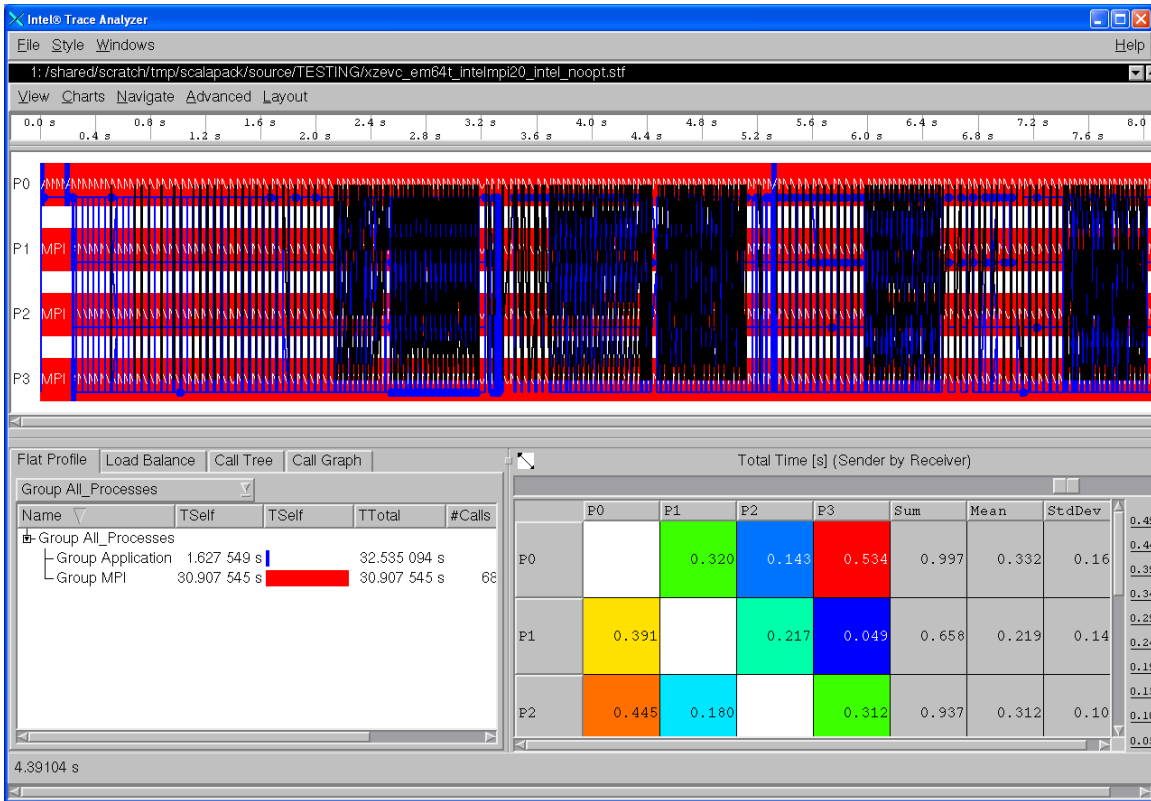 Intel® Trace Analyzer
File Style Windows Help
1: /shared/scratch/tmp/scalapack/source/TESTING/xzevc_em64t_intelmpi20_intel_noopt.stf
View Charts Navigate Advanced Layout
0.0 s 0.8 s 1.6 s 2.4 s 3.2 s 4.0 s 4.8 s 5.6 s 6.4 s 7.2 s 8.0
0.4 s 1.2 s 2.0 s 2.8 s 3.6 s 4.4 s 5.2 s 6.0 s 6.8 s 7.6 s
P0
P1 MPI
P2 MPI
P3 MPI
Flat Profile Load Balance Call Tree Call Graph
Group All_Processes
Name TSelf TSelf TTotal #Calls
Group All_Processes
Group Application 1.627 549 s 32.535 094 s
Group MPI 30.907 545 s 30.907 545 s 68
Total Time [s] (Sender by Receiver)
P0 P1 P2 P3 Sum Mean StdDev
P0 0.320 0.143 0.534 0.997 0.332 0.16
P1 0.391 0.217 0.049 0.658 0.219 0.14
P2 0.445 0.180 0.312 0.937 0.312 0.10
4.39104 s